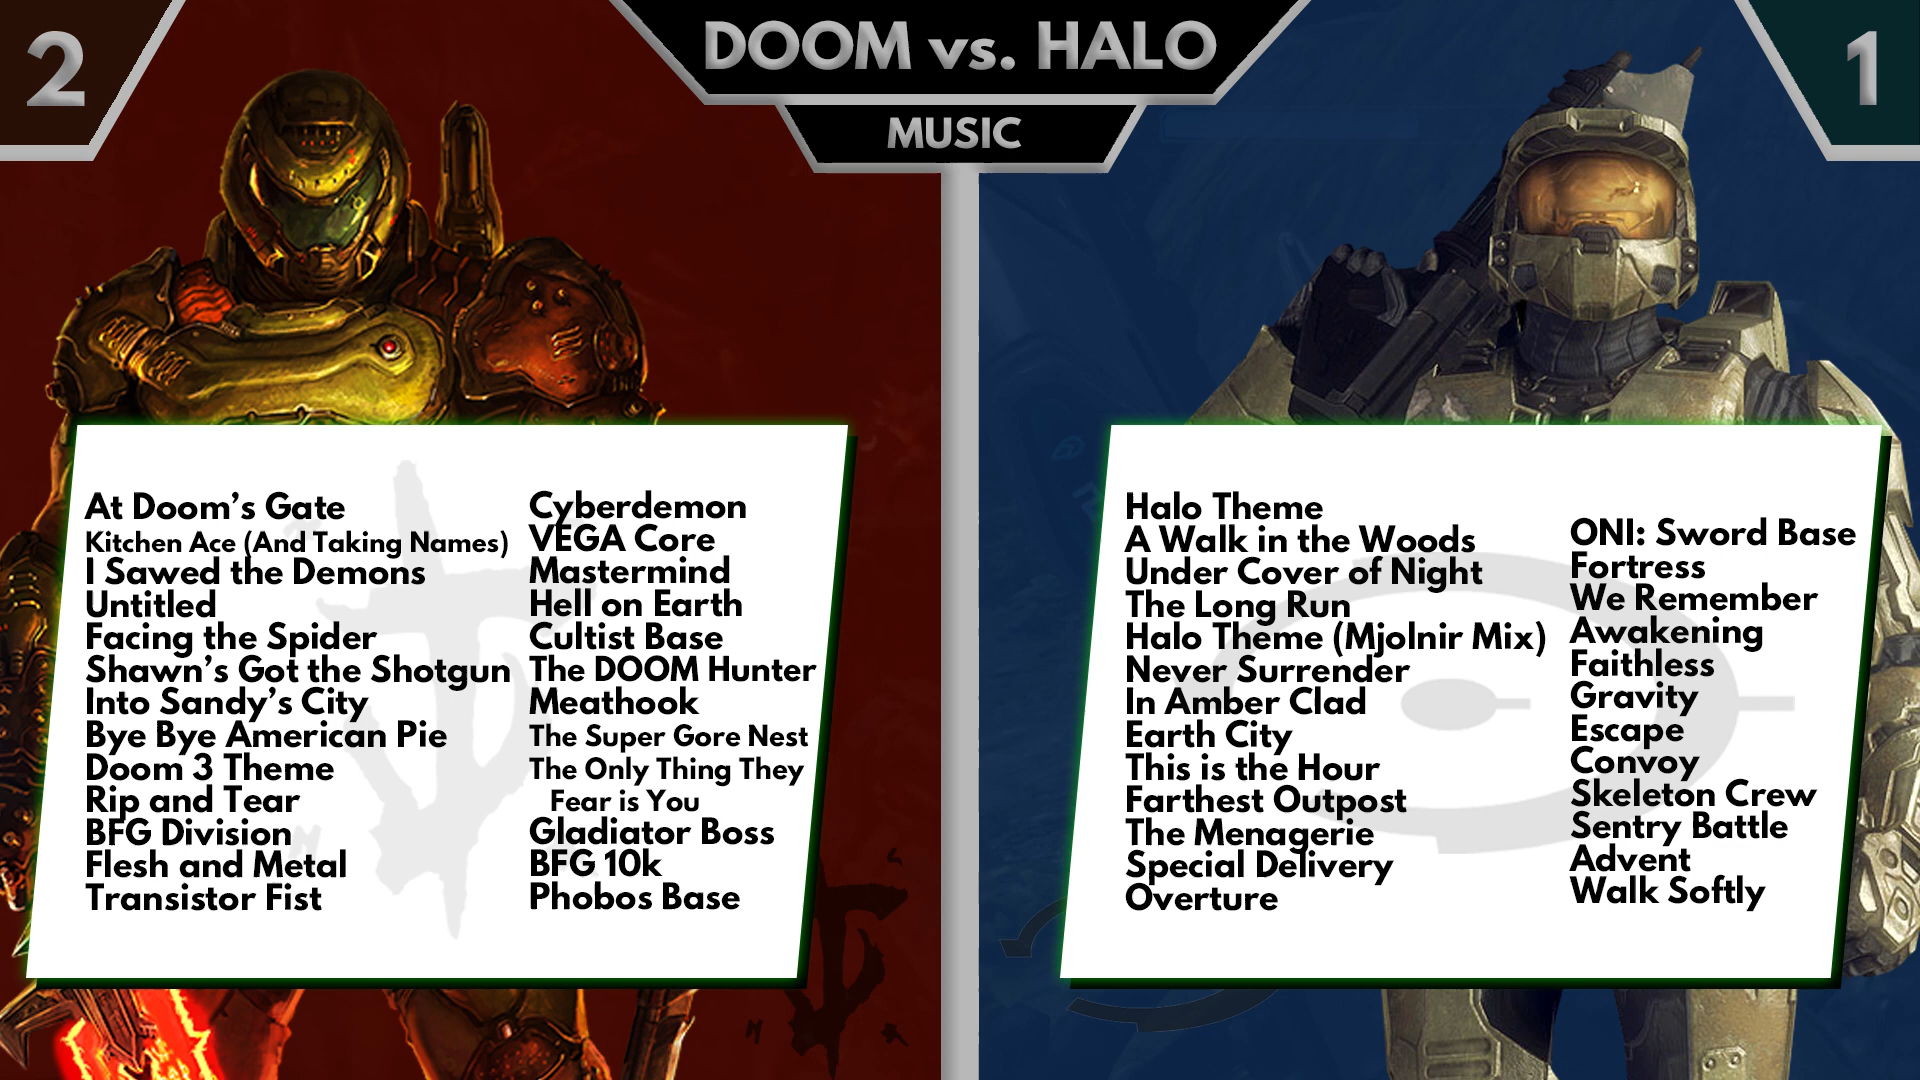 2
DOOM vs. HALO
1
MUSIC
At Doom's Gate
Kitchen Ace (And Taking Names)
I Sawed the Demons
Untitled
Facing the Spider
Shawn's Got the Shotgun
Into Sandy's City
Bye Bye American Pie
Doom 3 Theme
Rip and Tear
BFG Division
Flesh and Metal
Transistor Fist
Cyberdemon
VEGA Core
Mastermind
Hell on Earth
Cultist Base
The DOOM Hunter
Meathook
The Super Gore Nest
The Only Thing They
Fear is You
Gladiator Boss
BFG 10k
Phobos Base
Halo Theme
A Walk in the Woods
Under Cover of Night
The Long Run
Halo Theme (Mjolnir Mix)
Never Surrender
In Amber Clad
Earth City
This is the Hour
Farthest Outpost
The Menagerie
Special Delivery
Overture
ONI: Sword Base
Fortress
We Remember
Awakening
Faithless
Gravity
Escape
Convoy
Skeleton Crew
Sentry Battle
Advent
Walk Softly